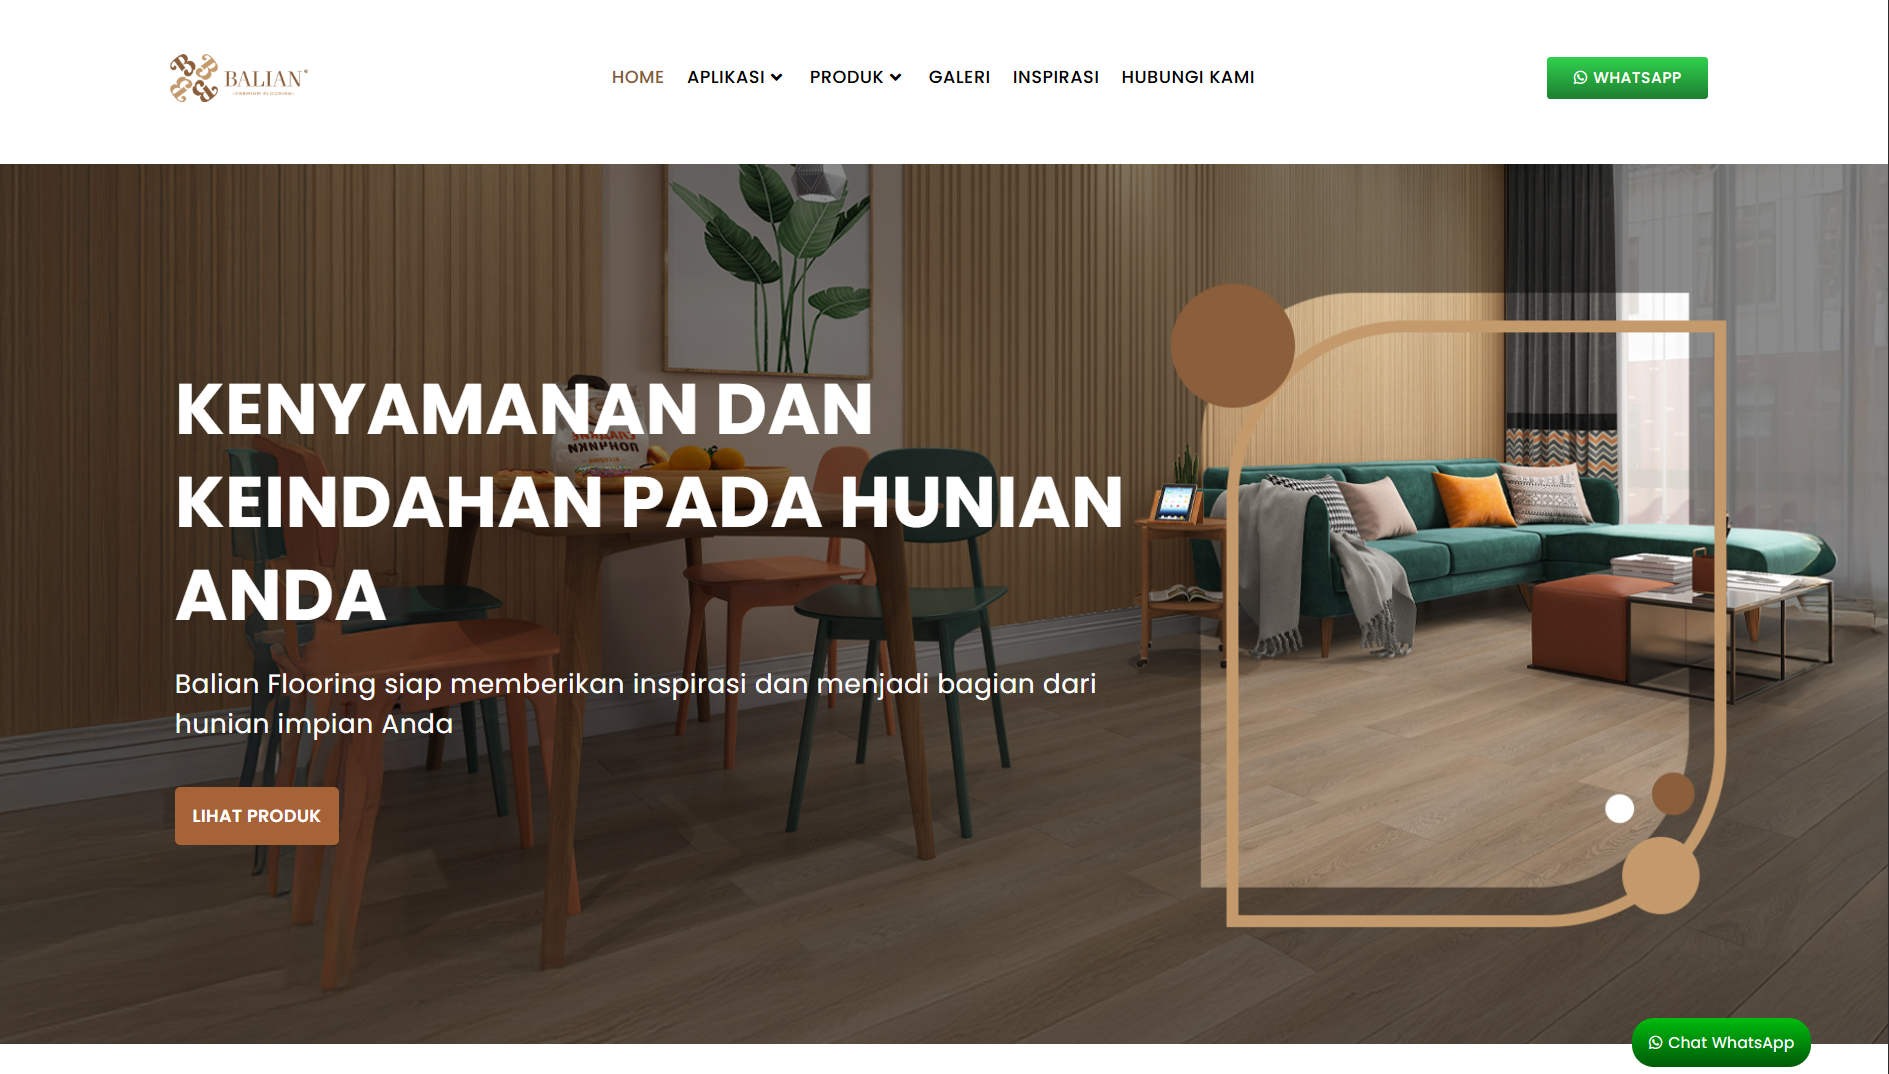 BALIAN®
PREMIUM FLOORING
HOME
APLIKASI
PRODUK
GALERI
INSPIRASI
HUBUNGI KAMI
WHATSAPP
KENYAMANAN DAN
KEINDAHAN PADA HUNIAN
ANDA
Balian Flooring siap memberikan inspirasi dan menjadi bagian dari
hunian impian Anda
LIHAT PRODUK
Chat WhatsApp